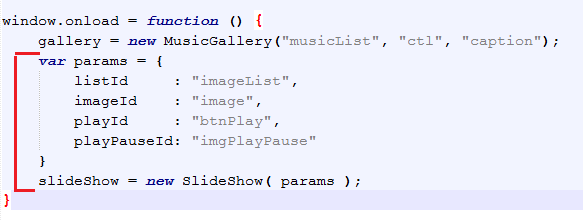 window.onload = function () {
    gallery = new MusicGallery("musicList", "ctl", "caption");
    var params = {
        listId    : "imageList",
        imageId   : "image",
        playId    : "btnPlay",
        playPauseId: "imgPlayPause"
    }
    slideShow = new SlideShow( params );
}